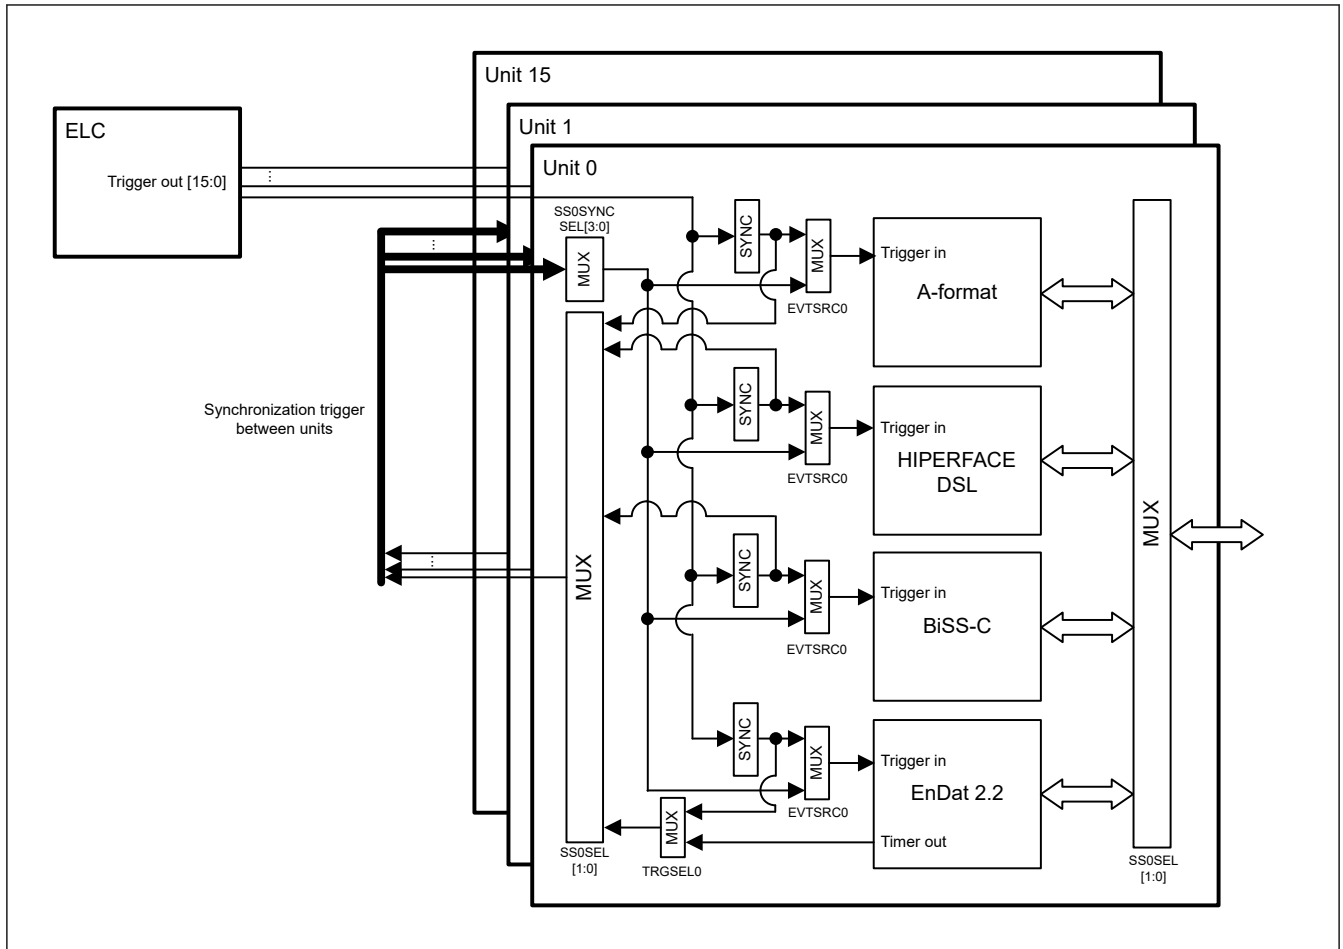 Unit 15
Unit 1
Unit 0
ELC
Trigger out [15:0]
SS0SYNC
SEL[3:0]
MUX
SYNC
MUX
EVTSRC0
Trigger in
A-format
Synchronization trigger
between units
SYNC
MUX
EVTSRC0
Trigger in
HIPERFACE
DSL
MUX
MUX
SYNC
MUX
EVTSRC0
Trigger in
BiSS-C
SYNC
MUX
EVTSRC0
Trigger in
EnDat 2.2
Timer out
MUX
TRGSEL0
SS0SEL
[1:0]
SS0SEL
[1:0]